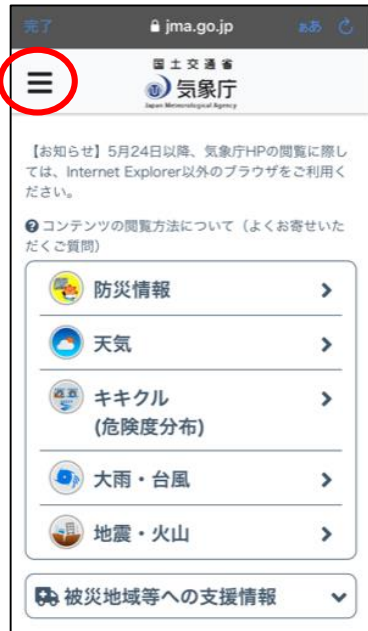 完了
jma.go.jp
ああ
国土交通省
気象庁
Japan Meteorological Agency
【お知らせ】5月24日以降、気象庁HPの閲覧に際し
ては、Internet Explorer以外のブラウザをご利用く
ださい。
コンテンツの閲覧方法について（よくお寄せいた
だくご質問）
防災情報
天気
キキクル
(危険度分布)
大雨・台風
地震・火山
被災地域等への支援情報